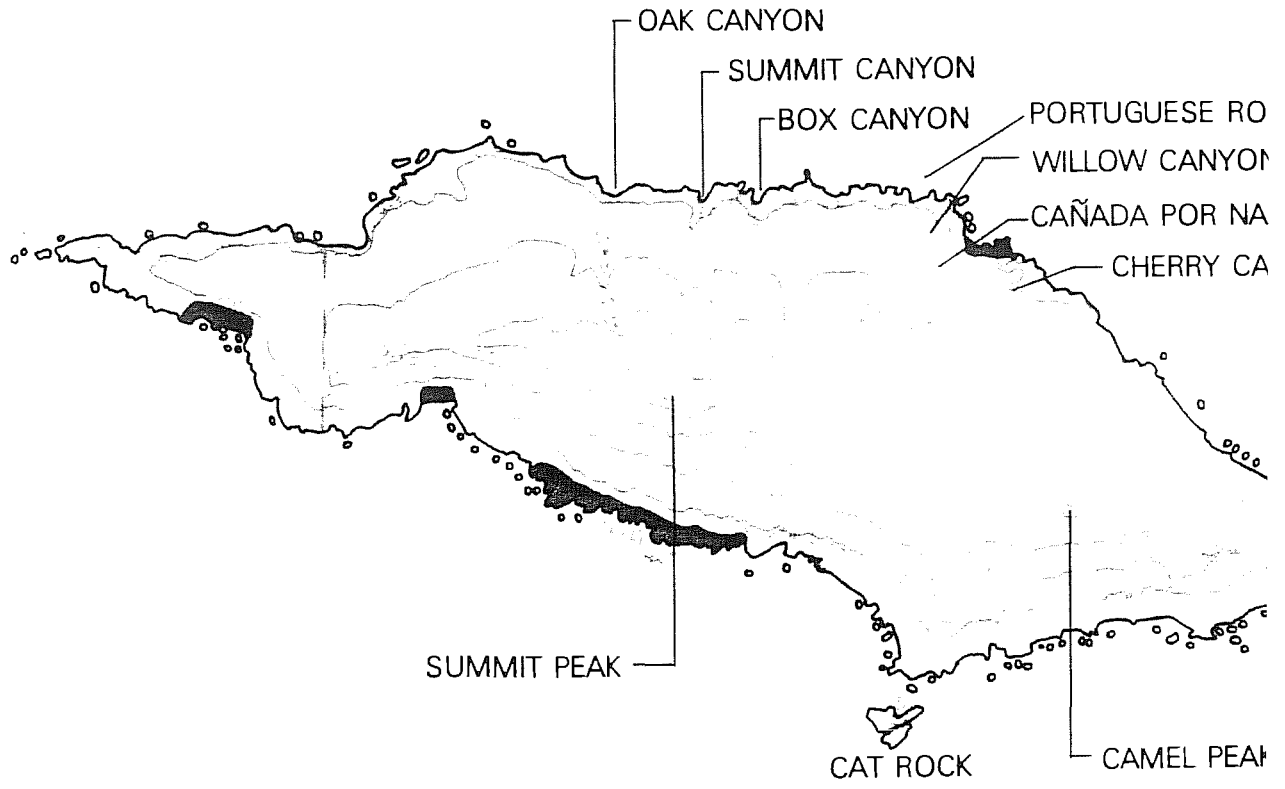 OAK CANYON
SUMMIT CANYON
BOX CANYON
PORTUGUESE RO
WILLOW CANYON
CAÑADA POR NA
CHERRY CA
SUMMIT PEAK
CAT ROCK
CAMEL PEAK